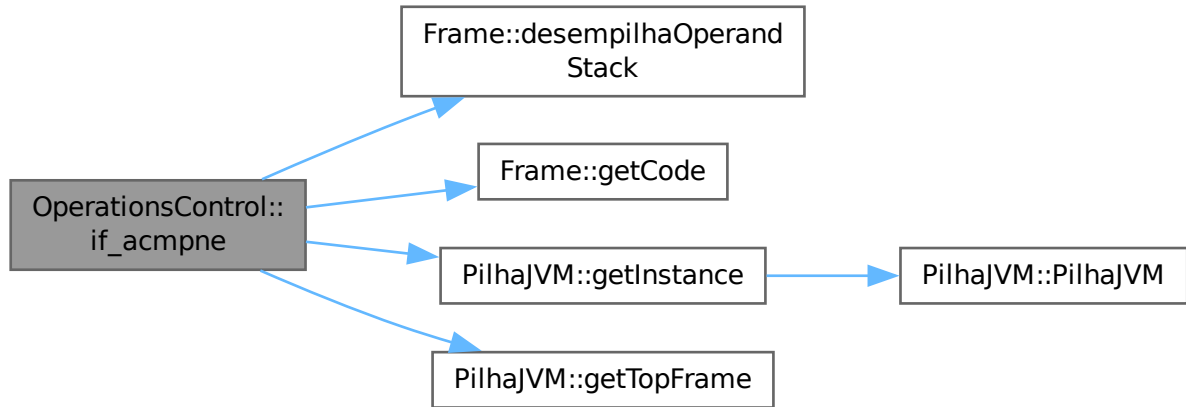 Frame::desempilhaOperand
Stack
OperationsControl::
if_acmpne
Frame::getCode
PilhaJVM::getInstance
PilhaJVM::PilhaJVM
PilhaJVM::getTopFrame